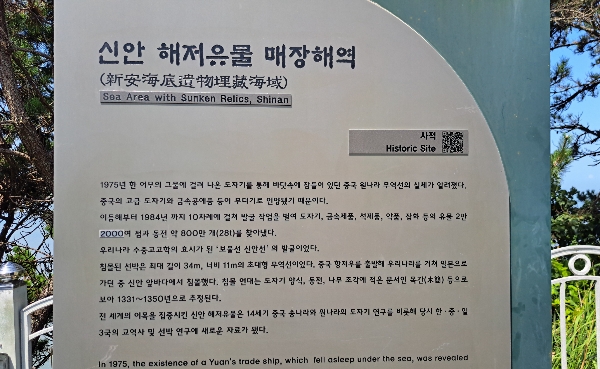 신안 해저유물 매장해역
(新安海底遺物埋藏海域)
Sea Area with Sunken Relics, Shinan
사적
Historic Site
1975년 한 어부의 그물에 걸려 나온 도자기를 통해 바닷속에 잠들어 있던 중국 원나라 무역선의 실체가 알려졌다.
중국의 고급 도자기와 금속공예품 등이 무더기로 인양됐기 때문이다.
이듬해부터 1984년 까지 10차례에 걸쳐 발굴 작업을 벌여 도자기, 금속제품, 석제품, 약품, 잡화 등의 유물 2만
2000여 점과 동전 약 800만 개(28t)를 찾아냈다.
우리나라 수중고고학의 효시가 된 '보물선 신안선' 의 발굴이었다.
침몰된 선박은 최대 길이 34m, 너비 11m의 초대형 무역선이었다. 중국 항저우를 출발해 우리나라를 거쳐 일본으로
가던 중 신안 앞바다에서 침몰했다. 침몰 연대는 도자기 양식, 동전, 나무 조각에 적은 문서인 목간(木簡) 등으로
보아 1331~1350년으로 추정된다.
전 세계의 이목을 집중시킨 신안 해저유물은 14세기 중국 송나라와 원나라의 도자기 연구를 비롯해 당시 한·중·일
3국의 교역사 및 선박 연구에 새로운 자료가 됐다.
In 1975, the existence of a Yuan's trade ship, which fell asleep under the sea, was revealed